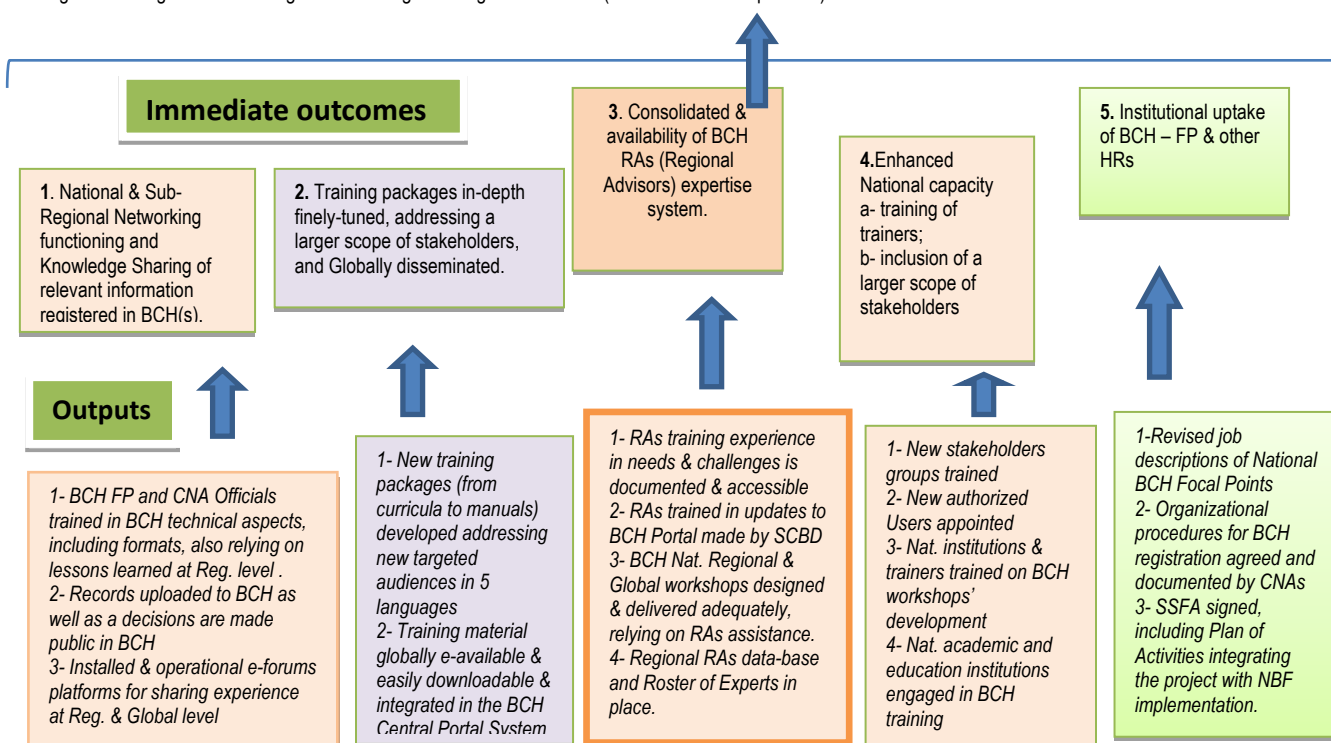 Immediate outcomes
1. National & Sub-
Regional Networking
functioning and
Knowledge Sharing of
relevant information
registered in BCH(s).
2. Training packages in-depth
finely-tuned, addressing a
larger scope of stakeholders,
and Globally disseminated.
3. Consolidated &
availability of BCH
RAs (Regional
Advisors) expertise
system.
4.Enhanced
National capacity
a- training of
trainers;
b- inclusion of a
larger scope of
stakeholders
5. Institutional uptake
of BCH – FP & other
HRs
Outputs
1- BCH FP and CNA Officials
trained in BCH technical aspects,
including formats, also relying on
lessons learned at Reg. level .
2- Records uploaded to BCH as
well as a decisions are made
public in BCH
3- Installed & operational e-forums
platforms for sharing experience
at Reg. & Global level
1- New training
packages (from
curricula to manuals)
developed addressing
new targeted
audiences in 5
languages
2- Training material
globally e-available &
easily downloadable &
integrated in the BCH
Central Portal System
1- RAs training experience
in needs & challenges is
documented & accessible
2- RAs trained in updates to
BCH Portal made by SCBD
3- BCH Nat. Regional &
Global workshops designed
& delivered adequately,
relying on RAs assistance.
4- Regional RAs data-base
and Roster of Experts in
place.
1- New stakeholders
groups trained
2- New authorized
Users appointed
3- Nat. institutions &
trainers trained on BCH
workshops'
development
4- Nat. academic and
education institutions
engaged in BCH
training
1-Revised job
descriptions of National
BCH Focal Points
2- Organizational
procedures for BCH
registration agreed and
documented by CNAs
3- SSFA signed,
including Plan of
Activities integrating
the project with NBF
implementation.